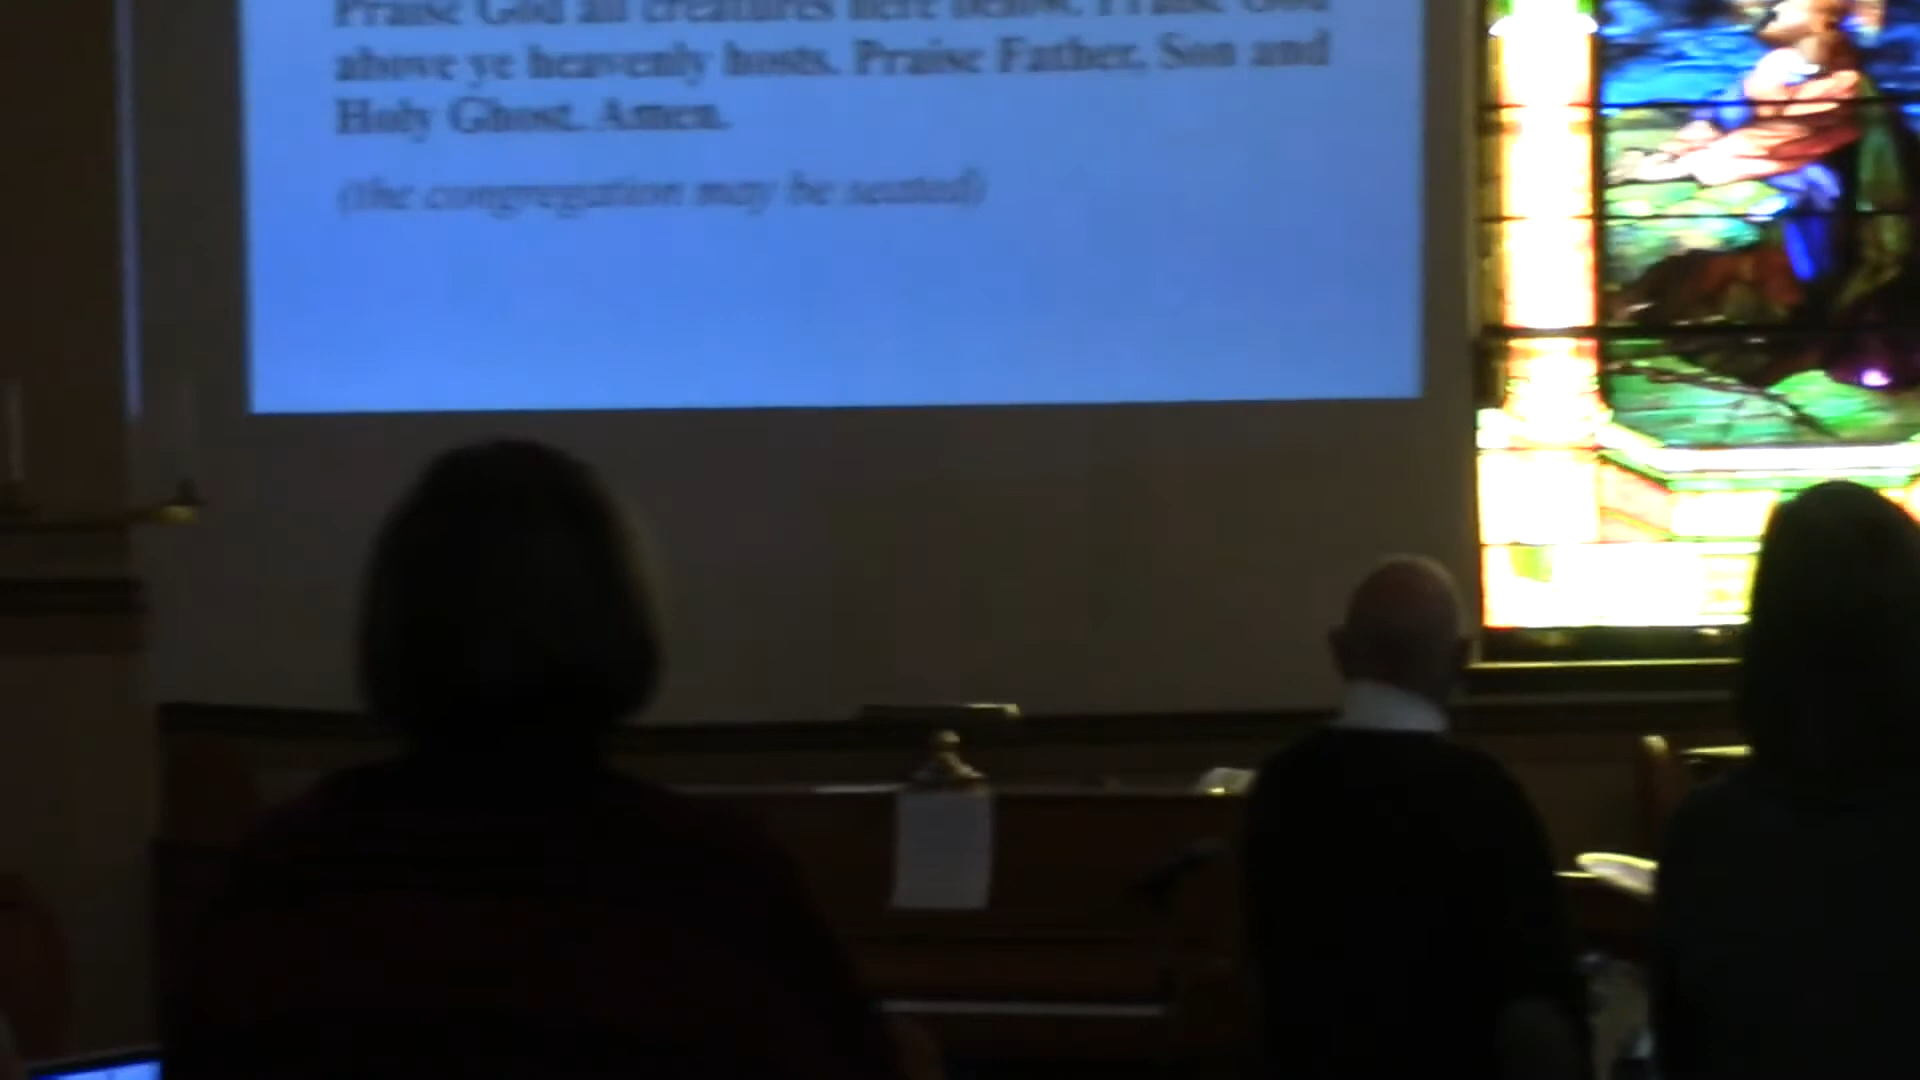 Praise God all creatures here below. Praise God
above ye heavenly hosts. Praise Father, Son and
Holy Ghost. Amen.
(the congregation may be seated)